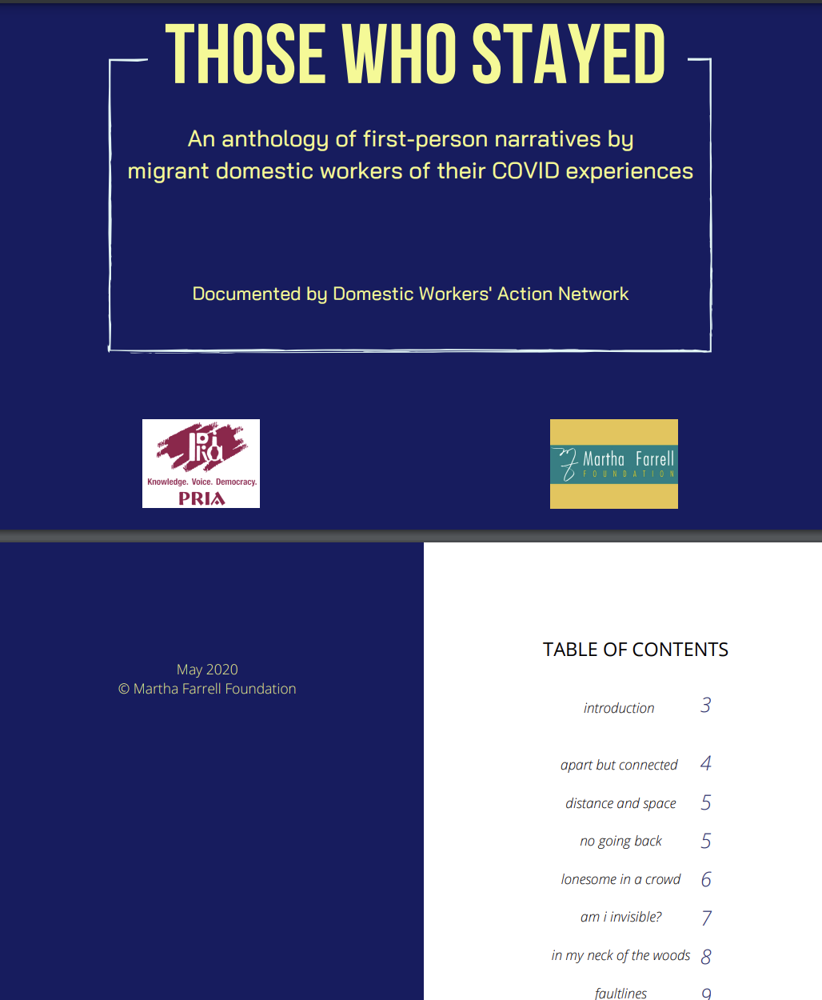 THOSE WHO STAYED
An anthology of first-person narratives by
migrant domestic workers of their COVID experiences
Documented by Domestic Workers' Action Network
pria
Knowledge. Voice. Democracy.
PRIA
Martha Farrell
FOUNDATION
May 2020
© Martha Farrell Foundation
TABLE OF CONTENTS
introduction 3
apart but connected 4
distance and space 5
no going back 5
lonesome in a crowd 6
am i invisible? 7
in my neck of the woods 8
faultlines 9